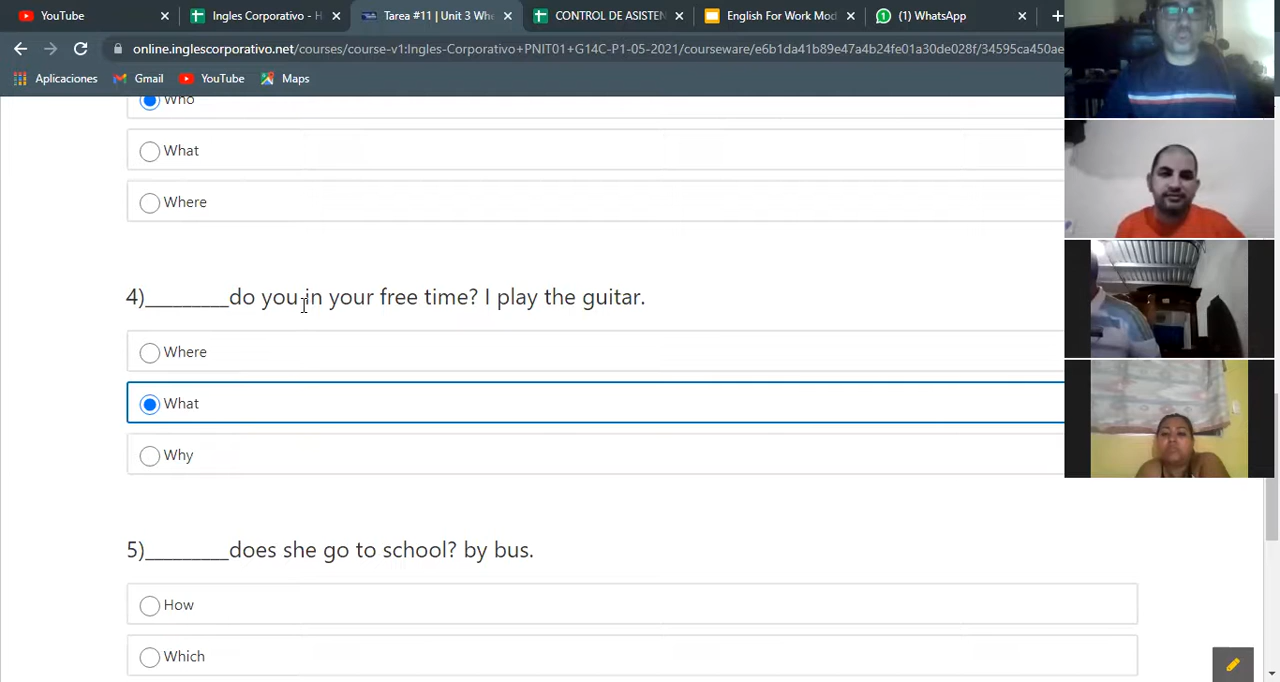 YouTube
Ingles Corporativo - H
Tarea #11 | Unit 3 Whe
CONTROL DE ASISTEN
English For Work Mod
(1) WhatsApp
online.inglescorporativo.net/courses/course-v1:Ingles-Corporativo+PNIT01+G14C-P1-05-2021/courseware/e6b1da41b89e47a4b24fe01a30de028f/34595ca450ae
Aplicaciones
Gmail
YouTube
Maps
Who
What
Where
4)_________do you in your free time? I play the guitar.
Where
What
Why
5)_________does she go to school? by bus.
How
Which